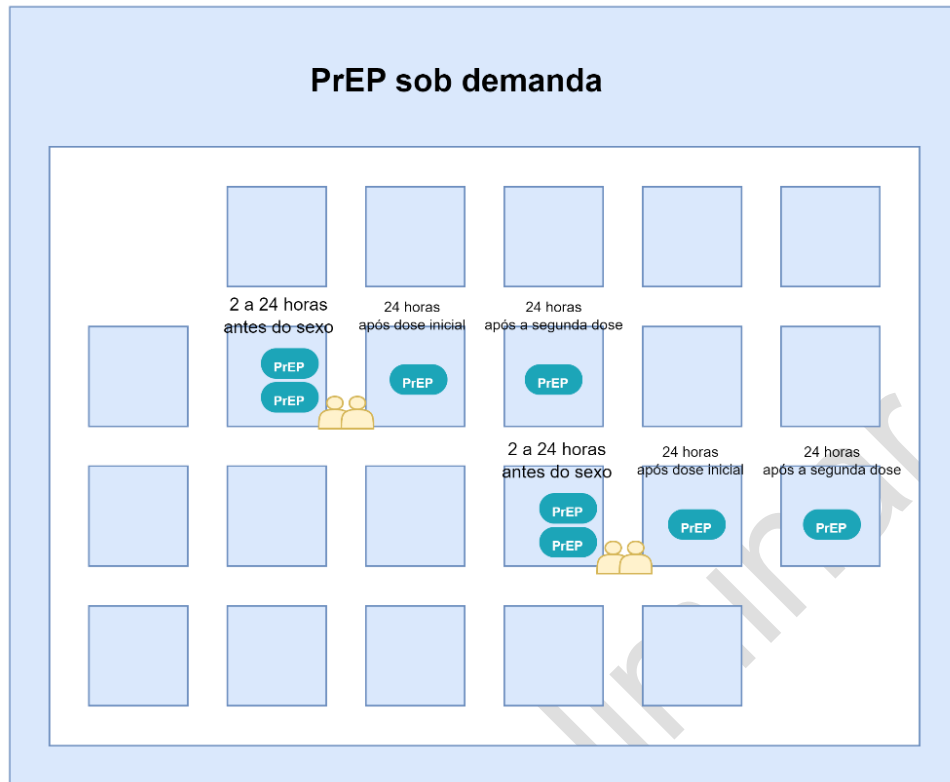 PrEP sob demanda
2 a 24 horas
antes do sexo
24 horas
após dose inicial
24 horas
após a segunda dose
PrEP
PrEP
PrEP
PrEP
2 a 24 horas
antes do sexo
24 horas
após dose inicial
24 horas
após a segunda dose
PrEP
PrEP
PrEP
PrEP
liminar